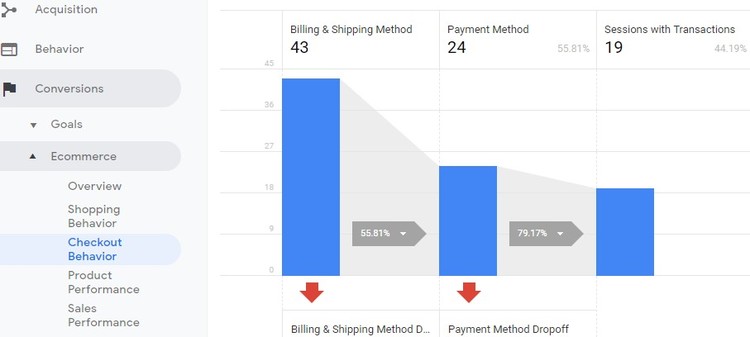 Acquisition
Behavior
Conversions
Goals
Ecommerce
Overview
Shopping
Behavior
Checkout
Behavior
Product
Performance
Sales
Performance
Billing & Shipping Method
43
Payment Method
24
55.81%
Sessions with Transactions
19
44.19%
45
36
27
18
9
0
55.81%
79.17%
Billing & Shipping Method D...
Payment Method Dropoff